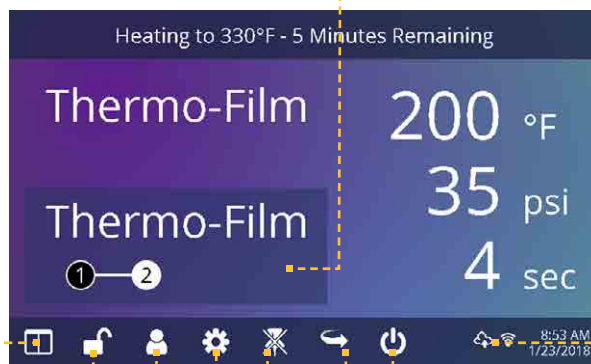 Heating to 330°F - 5 Minutes Remaining
Thermo-Film
200 °F
35 psi
Thermo-Film
1 2
4 sec
8:53 AM
1/23/2018